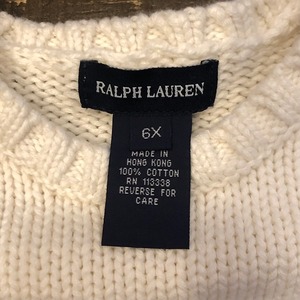 RALPH LAUREN
6X
MADE IN
HONG KONG
100% COTTON
RN 113338
REVERSE FOR
CARE